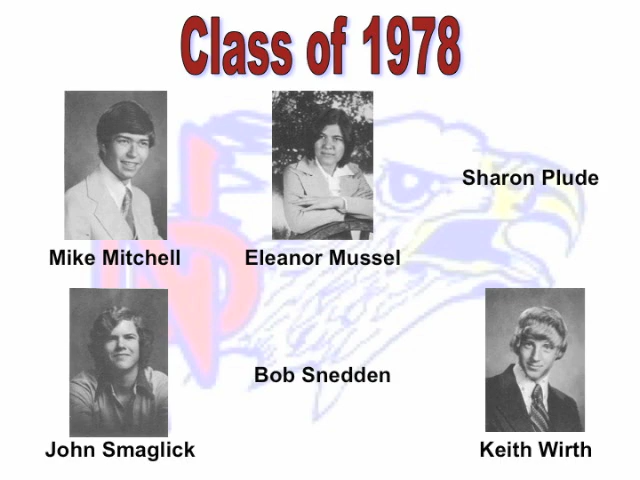 Class of 1978
Sharon Plude
Mike Mitchell
Eleanor Mussel
Bob Snedden
John Smaglick
Keith Wirth